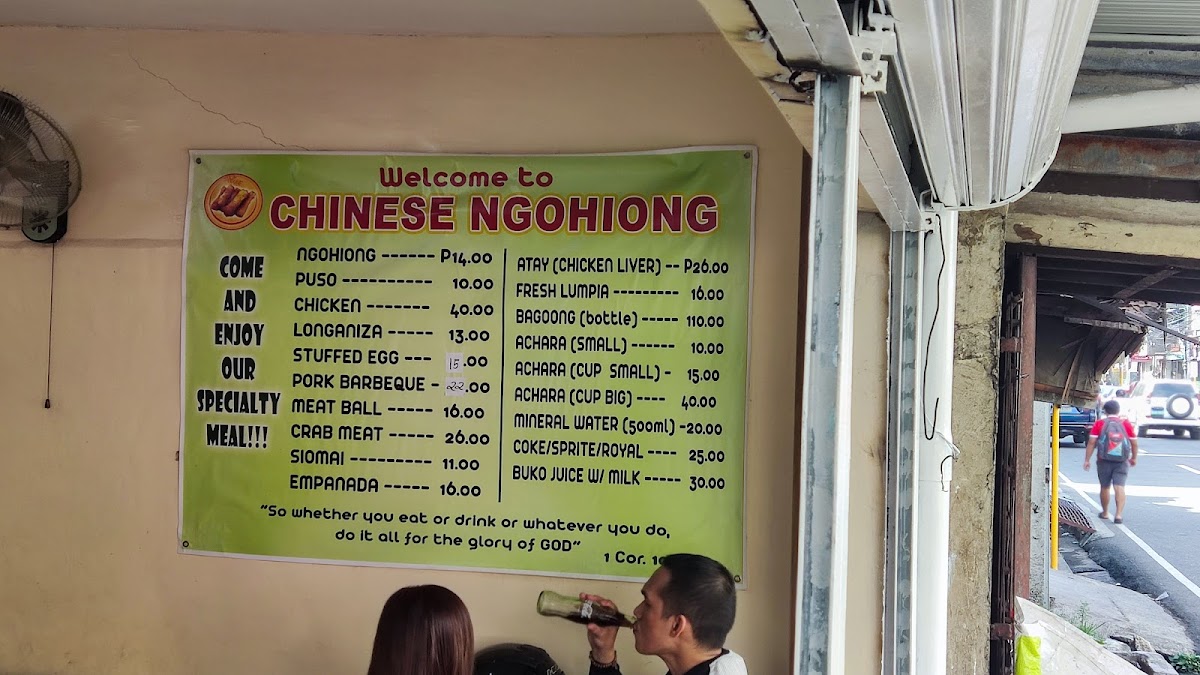 Welcome to
CHINESE NGOHIONG
COME
AND
ENJOY
OUR
SPECIALTY
MEAL!!!
NGOHIONG ------ P14.00
PUSO ---------- 10.00
CHICKEN ------- 40.00
LONGANIZA ----- 13.00
STUFFED EGG --- 15.00
PORK BARBEQUE - 22.00
MEAT BALL ----- 16.00
CRAB MEAT ----- 26.00
SIOMAI ---------- 11.00
EMPANADA ----- 16.00
ATAY (CHICKEN LIVER) -- P26.00
FRESH LUMPIA --------- 16.00
BAGOONG (bottle) ----- 110.00
ACHARA (SMALL) ------ 10.00
ACHARA (CUP SMALL) - 15.00
ACHARA (CUP BIG) ---- 40.00
MINERAL WATER (500ml) -20.00
COKE/SPRITE/ROYAL ---- 25.00
BUKO JUICE W/ MILK ----- 30.00
"So whether you eat or drink or whatever you do,
do it all for the glory of GOD"
1 Cor.